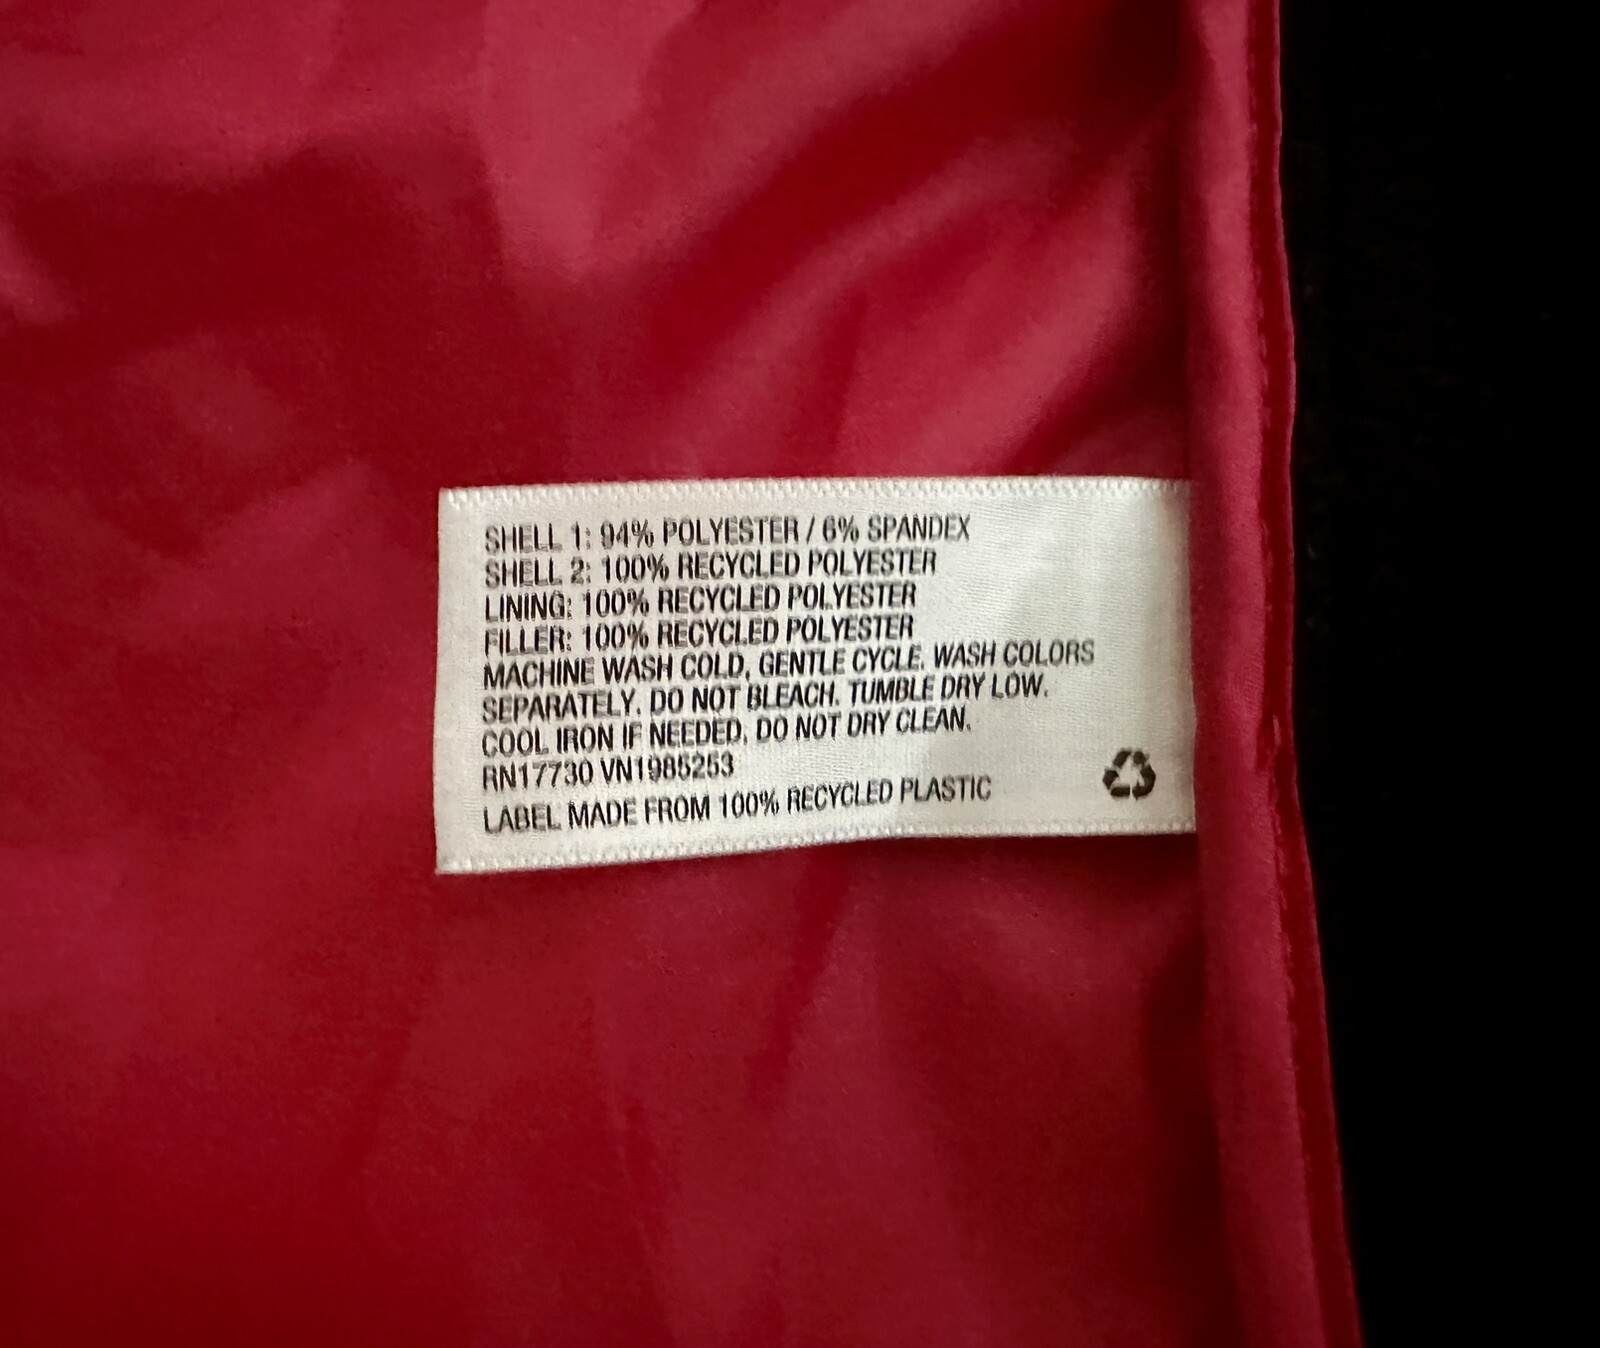 SHELL 1: 94% POLYESTER / 6% SPANDEX
SHELL 2: 100% RECYCLED POLYESTER
LINING: 100% RECYCLED POLYESTER
FILLER: 100% RECYCLED POLYESTER
MACHINE WASH COLD, GENTLE CYCLE. WASH COLORS
SEPARATELY. DO NOT BLEACH. TUMBLE DRY LOW.
COOL IRON IF NEEDED. DO NOT DRY CLEAN.
RN17730 VN1985253
LABEL MADE FROM 100% RECYCLED PLASTIC